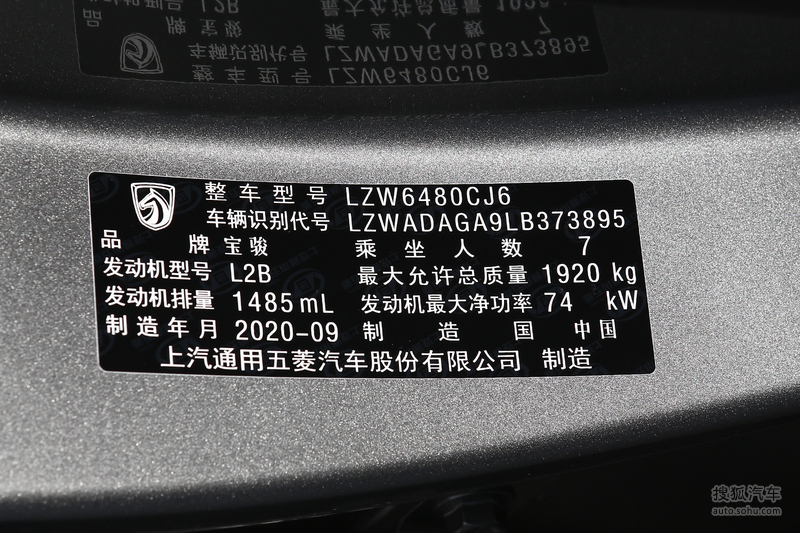 整车型号 LZW6480CJ6
车辆识别代号 LZWADAGA9LB373895
品牌 宝骏 乘坐人数 7
发动机型号 L2B 最大允许总质量 1920 kg
发动机排量 1485 mL 发动机最大净功率 74 kW
制造年月 2020-09 制造国 中国
上汽通用五菱汽车股份有限公司 制造
搜狐汽车
auto.sohu.com